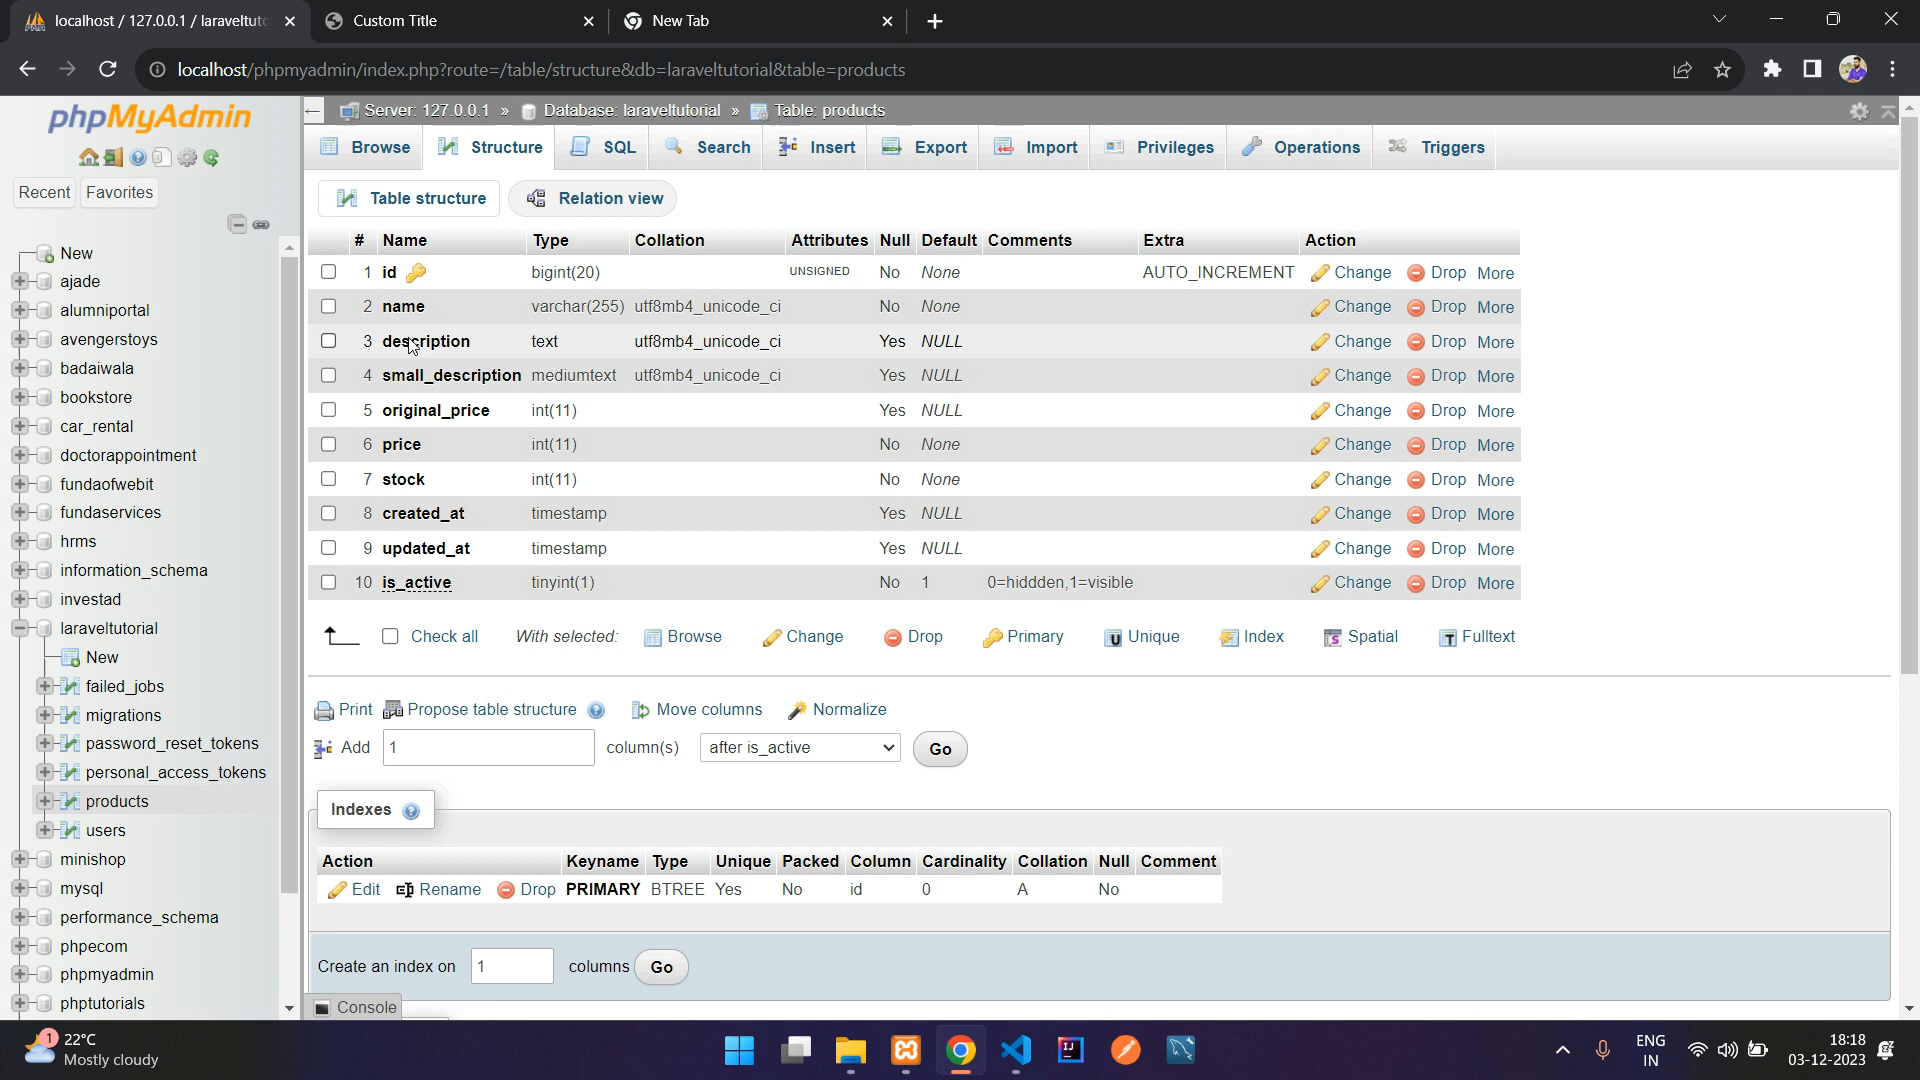 localhost / 127.0.0.1 / laraveltuto
Custom Title
New Tab
localhost/phpmyadmin/index.php?route=/table/structure&db=laraveltutorial&table=products
phpMyAdmin
Recent Favorites
New
ajade
alumniportal
avengerstoys
badaiwala
bookstore
car_rental
doctorappointment
fundaofwebit
fundaservices
hrms
information_schema
investad
laraveltutorial
New
failed_jobs
migrations
password_reset_tokens
personal_access_tokens
products
users
minishop
mysql
performance_schema
phpecom
phpmyadmin
phptutorials
Server: 127.0.0.1 » Database: laraveltutorial » Table: products
Browse Structure SQL Search Insert Export Import Privileges Operations Triggers
Table structure Relation view
# Name Type Collation Attributes Null Default Comments Extra Action
1 id bigint(20) UNSIGNED No None AUTO_INCREMENT Change Drop More
2 name varchar(255) utf8mb4_unicode_ci No None Change Drop More
3 description text utf8mb4_unicode_ci Yes NULL Change Drop More
4 small_description mediumtext utf8mb4_unicode_ci Yes NULL Change Drop More
5 original_price int(11) Yes NULL Change Drop More
6 price int(11) No None Change Drop More
7 stock int(11) No None Change Drop More
8 created_at timestamp Yes NULL Change Drop More
9 updated_at timestamp Yes NULL Change Drop More
10 is_active tinyint(1) No 1 0=hiddden,1=visible Change Drop More
Check all With selected: Browse Change Drop Primary Unique Index Spatial Fulltext
Print Propose table structure Move columns Normalize
Add 1 column(s) after is_active Go
Indexes
Action Keyname Type Unique Packed Column Cardinality Collation Null Comment
Edit Rename Drop PRIMARY BTREE Yes No id 0 A No
Create an index on 1 columns Go
Console
1
22°C
Mostly cloudy
ENG
IN
18:18
03-12-2023